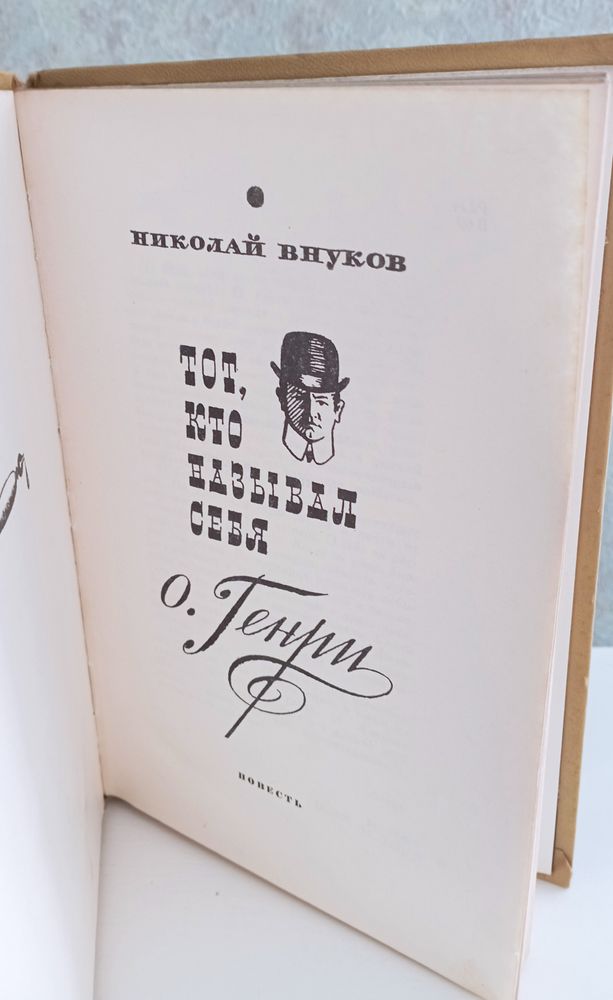 НИКОЛАЙ ВНУКОВ
ТОТ,
КТО
НАЗЫВАЛ
СЕБЯ
О. Генри
ПОВЕСТЬ